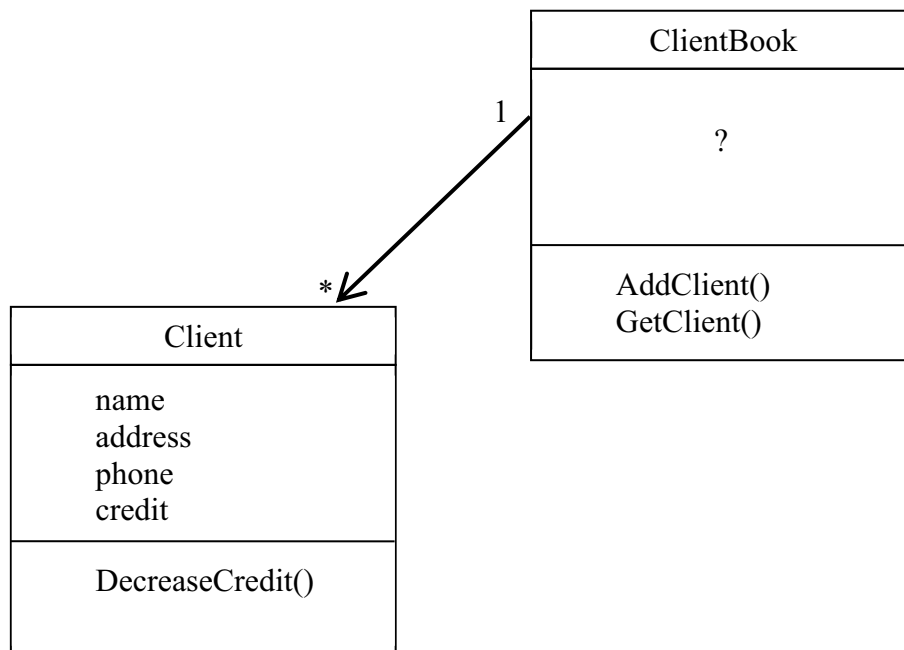 ClientBook
?
AddClient()
GetClient()
1
*
Client
name
address
phone
credit
DecreaseCredit()